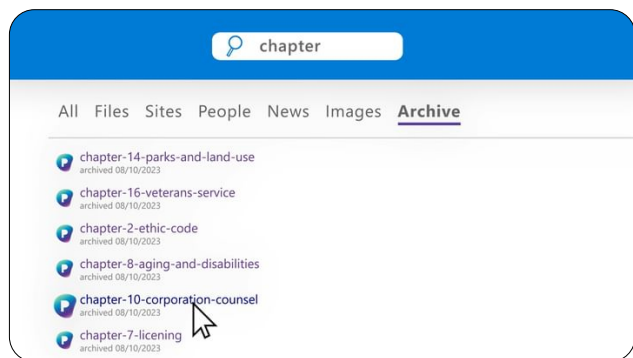 chapter
All Files Sites People News Images Archive
chapter-14-parks-and-land-use
archived 08/10/2023
chapter-16-veterans-service
archived 08/10/2023
chapter-2-ethic-code
archived 08/10/2023
chapter-8-aging-and-disabilities
archived 08/10/2023
chapter-10-corporation-counsel
archived 08/10/2023
chapter-7-licening
archived 08/10/2023